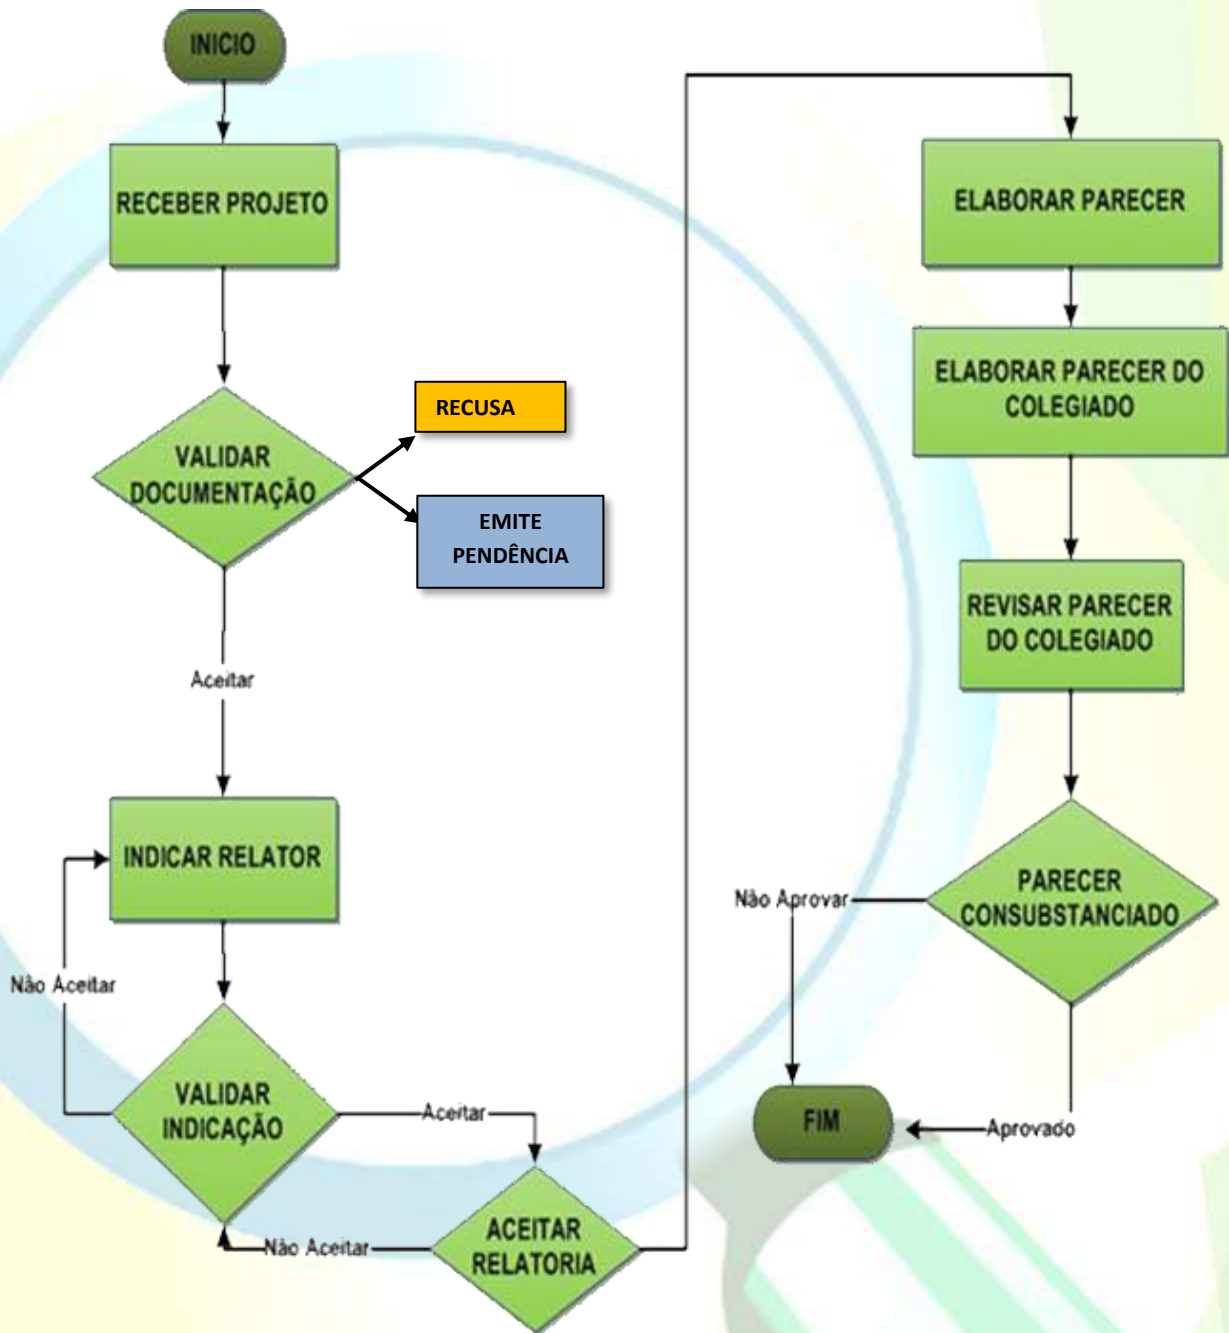 INICIO
RECEBER PROJETO
VALIDAR
DOCUMENTAÇÃO
RECUSA
EMITE
PENDÊNCIA
Aceitar
INDICAR RELATOR
Não Aceitar
VALIDAR
INDICAÇÃO
Aceitar
Não Aceitar
ACEITAR
RELATORIA
ELABORAR PARECER
ELABORAR PARECER DO
COLEGIADO
REVISAR PARECER
DO COLEGIADO
PARECER
CONSUBSTANCIADO
Não Aprovar
Aprovado
FIM